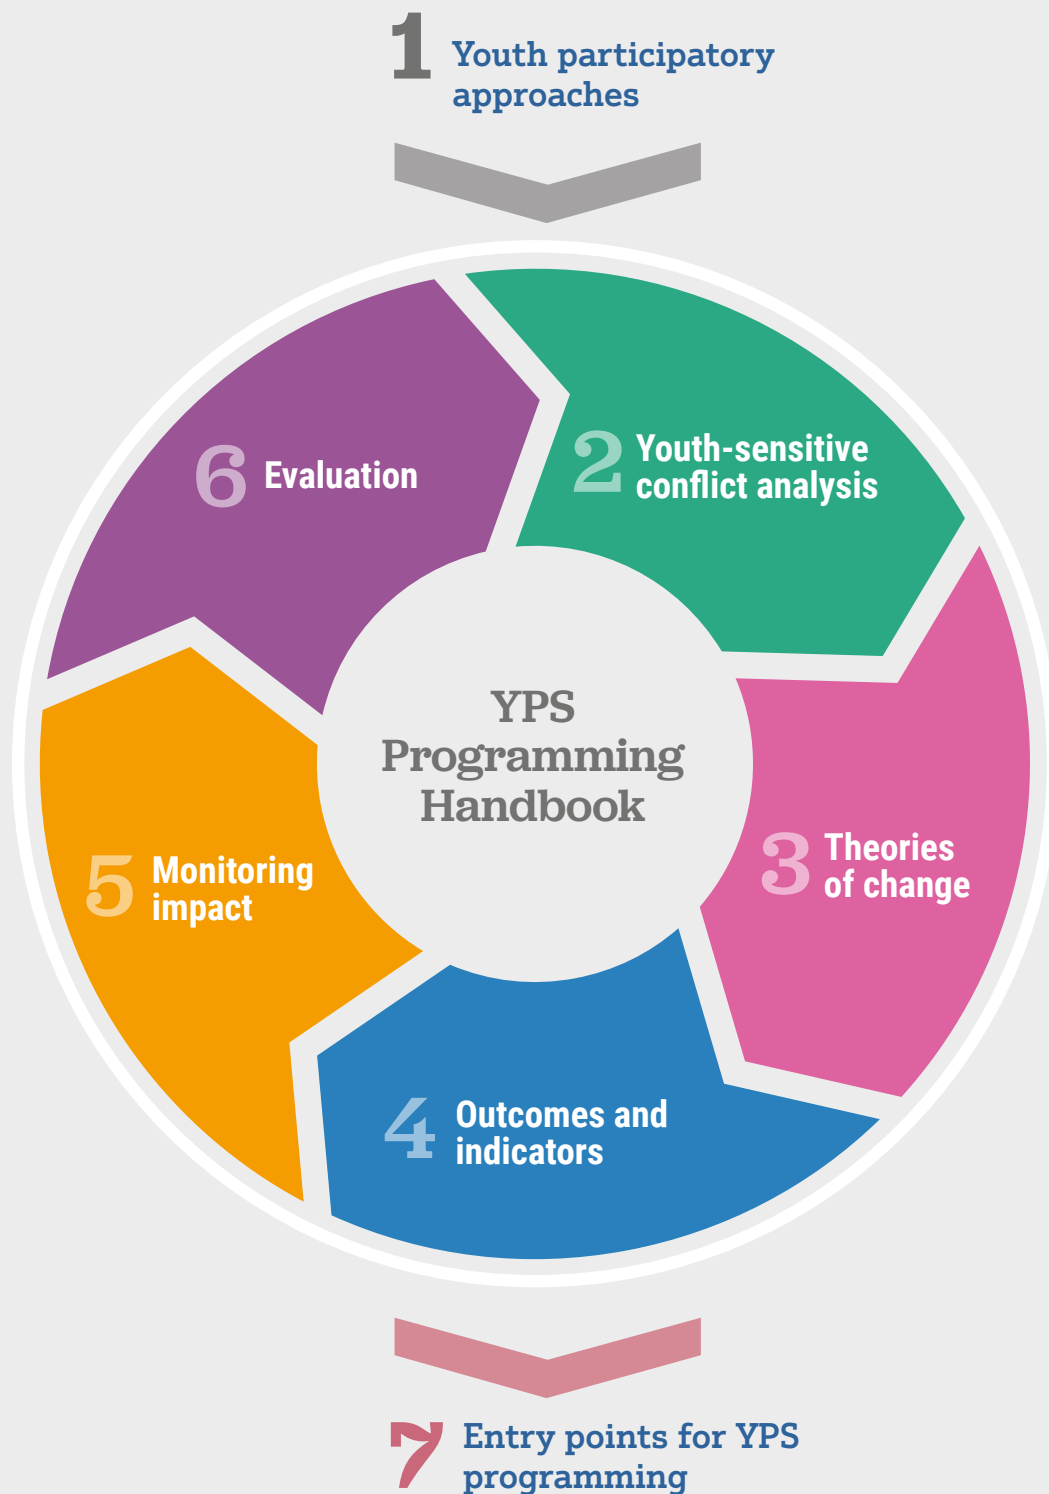 1 Youth participatory
approaches
2 Youth-sensitive
conflict analysis
3 Theories
of change
4 Outcomes and
indicators
5 Monitoring
impact
6 Evaluation
YPS
Programming
Handbook
7 Entry points for YPS
programming